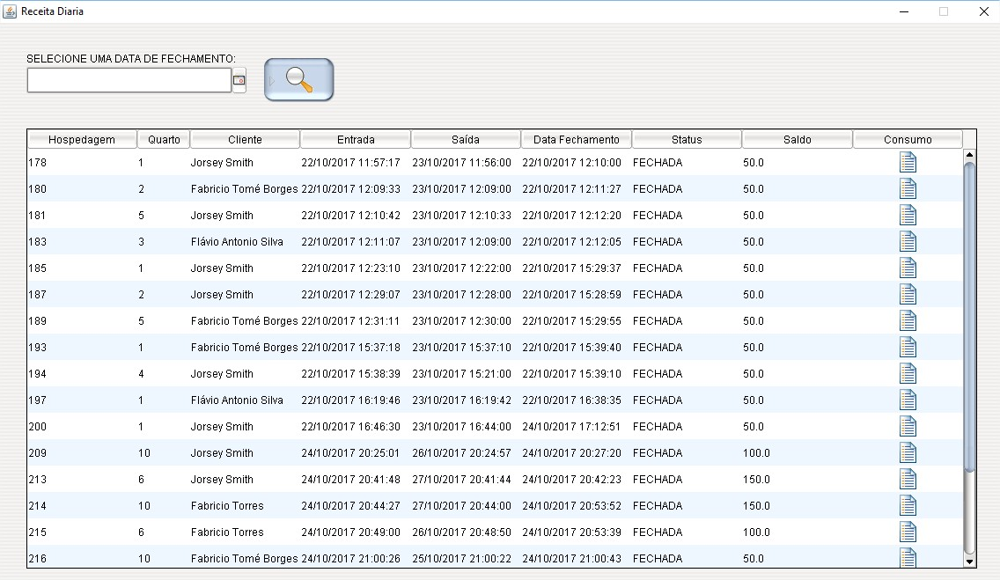 Receita Diaria
SELECIONE UMA DATA DE FECHAMENTO:
Hospedagem Quarto Cliente Entrada Saída Data Fechamento Status Saldo Consumo
178 1 Jorsey Smith 22/10/2017 11:57:17 23/10/2017 11:56:00 22/10/2017 12:10:00 FECHADA 50.0
180 2 Fabricio Tomé Borges 22/10/2017 12:09:33 23/10/2017 12:09:00 22/10/2017 12:11:27 FECHADA 50.0
181 5 Jorsey Smith 22/10/2017 12:10:42 23/10/2017 12:10:33 22/10/2017 12:12:20 FECHADA 50.0
183 3 Flávio Antonio Silva 22/10/2017 12:11:07 23/10/2017 12:09:00 22/10/2017 12:12:05 FECHADA 50.0
185 1 Jorsey Smith 22/10/2017 12:23:10 23/10/2017 12:22:00 22/10/2017 15:29:37 FECHADA 50.0
187 2 Jorsey Smith 22/10/2017 12:29:07 23/10/2017 12:28:00 22/10/2017 15:28:59 FECHADA 50.0
189 5 Fabricio Tomé Borges 22/10/2017 12:31:11 23/10/2017 12:30:00 22/10/2017 15:29:55 FECHADA 50.0
193 1 Fabricio Tomé Borges 22/10/2017 15:37:18 23/10/2017 15:37:10 22/10/2017 15:39:40 FECHADA 50.0
194 4 Jorsey Smith 22/10/2017 15:38:39 23/10/2017 15:21:00 22/10/2017 15:39:10 FECHADA 50.0
197 1 Flávio Antonio Silva 22/10/2017 16:19:46 23/10/2017 16:19:42 22/10/2017 16:38:35 FECHADA 50.0
200 1 Jorsey Smith 22/10/2017 16:46:30 23/10/2017 16:44:00 24/10/2017 17:12:51 FECHADA 50.0
209 10 Jorsey Smith 24/10/2017 20:25:01 26/10/2017 20:24:57 24/10/2017 20:27:20 FECHADA 100.0
213 6 Jorsey Smith 24/10/2017 20:41:48 27/10/2017 20:41:44 24/10/2017 20:42:23 FECHADA 150.0
214 10 Fabricio Torres 24/10/2017 20:44:27 27/10/2017 20:44:00 24/10/2017 20:53:52 FECHADA 150.0
215 6 Fabricio Torres 24/10/2017 20:49:00 26/10/2017 20:48:50 24/10/2017 20:53:39 FECHADA 100.0
216 10 Fabricio Tomé Borges 24/10/2017 21:00:26 25/10/2017 21:00:22 24/10/2017 21:00:43 FECHADA 50.0